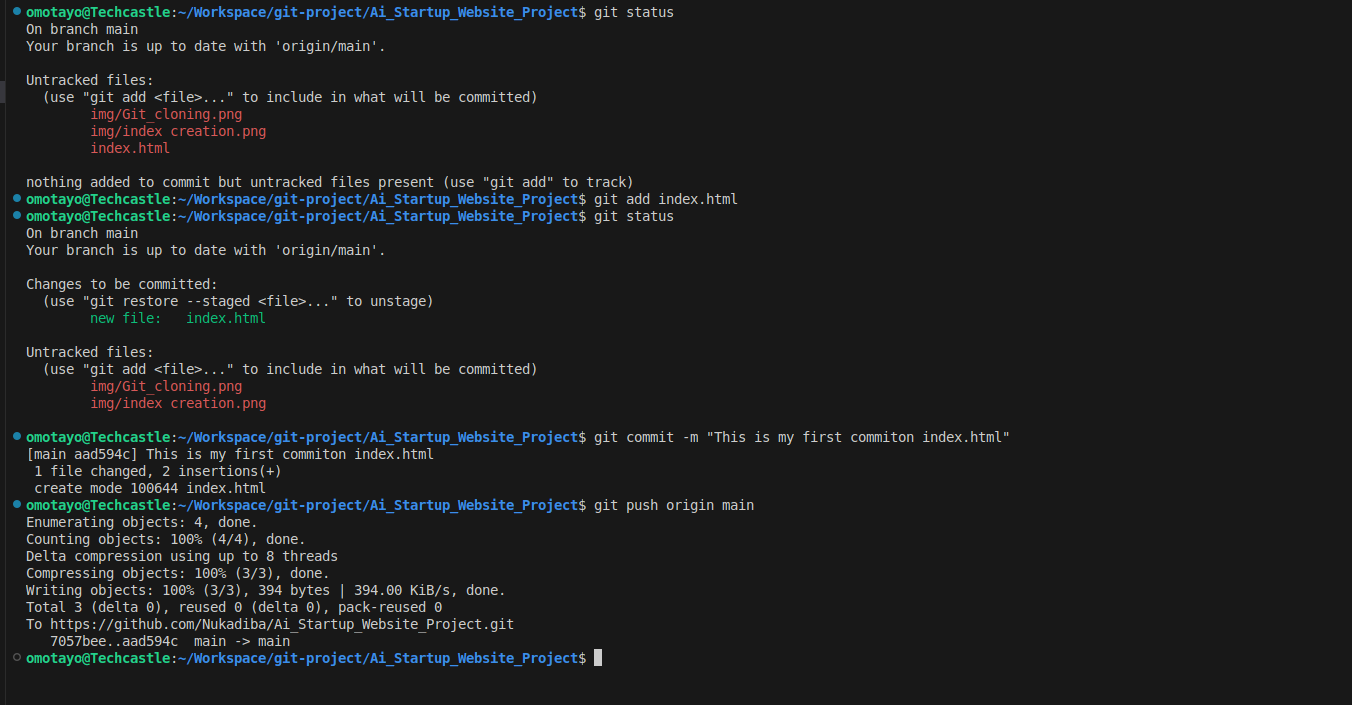 omotayo@Techcastle:~/Workspace/git-project/Ai_Startup_Website_Project$ git status
On branch main
Your branch is up to date with 'origin/main'.

Untracked files:
  (use "git add <file>..." to include in what will be committed)
        img/Git_cloning.png
        img/index creation.png
        index.html

nothing added to commit but untracked files present (use "git add" to track)
omotayo@Techcastle:~/Workspace/git-project/Ai_Startup_Website_Project$ git add index.html
omotayo@Techcastle:~/Workspace/git-project/Ai_Startup_Website_Project$ git status
On branch main
Your branch is up to date with 'origin/main'.

Changes to be committed:
  (use "git restore --staged <file>..." to unstage)
        new file:   index.html

Untracked files:
  (use "git add <file>..." to include in what will be committed)
        img/Git_cloning.png
        img/index creation.png

omotayo@Techcastle:~/Workspace/git-project/Ai_Startup_Website_Project$ git commit -m "This is my first commiton index.html"
[main aad594c] This is my first commiton index.html
 1 file changed, 2 insertions(+)
 create mode 100644 index.html
omotayo@Techcastle:~/Workspace/git-project/Ai_Startup_Website_Project$ git push origin main
Enumerating objects: 4, done.
Counting objects: 100% (4/4), done.
Delta compression using up to 8 threads
Compressing objects: 100% (3/3), done.
Writing objects: 100% (3/3), 394 bytes | 394.00 KiB/s, done.
Total 3 (delta 0), reused 0 (delta 0), pack-reused 0
To https://github.com/Nukadiba/Ai_Startup_Website_Project.git
   7057bee..aad594c  main -> main
omotayo@Techcastle:~/Workspace/git-project/Ai_Startup_Website_Project$